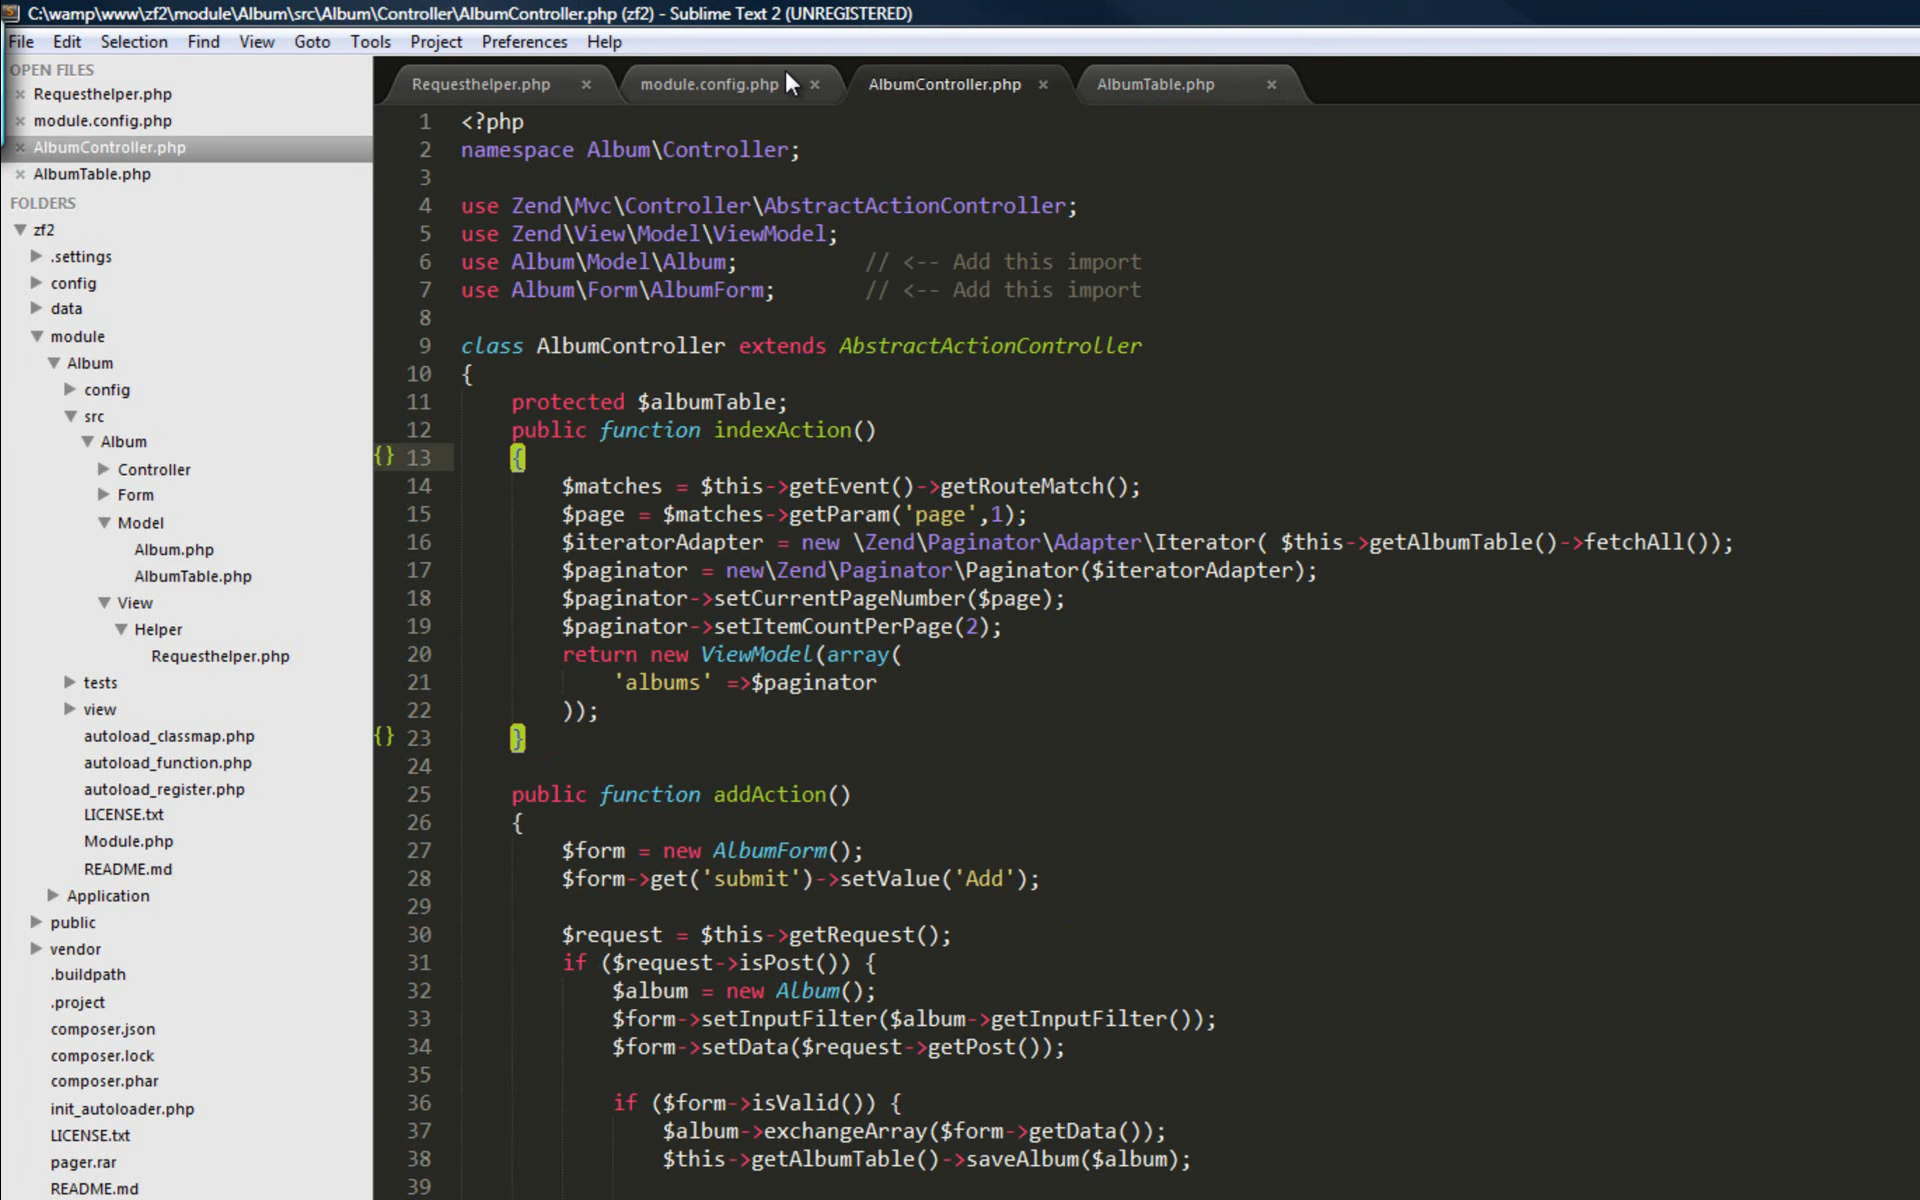 C:\wamp\www\zf2\module\Album\src\Album\Controller\AlbumController.php (zf2) - Sublime Text 2 (UNREGISTERED)
File Edit Selection Find View Goto Tools Project Preferences Help
OPEN FILES
Requesthelper.php
module.config.php
AlbumController.php
AlbumTable.php
FOLDERS
zf2
.settings
config
data
module
Album
config
src
Album
Controller
Form
Model
Album.php
AlbumTable.php
View
Helper
Requesthelper.php
tests
view
autoload_classmap.php
autoload_function.php
autoload_register.php
LICENSE.txt
Module.php
README.md
Application
public
vendor
.buildpath
.project
composer.json
composer.lock
composer.phar
init_autoloader.php
LICENSE.txt
pager.rar
README.md
Requesthelper.php × module.config.php × AlbumController.php × AlbumTable.php ×
1 <?php
2 namespace Album\Controller;
3
4 use Zend\Mvc\Controller\AbstractActionController;
5 use Zend\View\Model\ViewModel;
6 use Album\Model\Album;          // <-- Add this import
7 use Album\Form\AlbumForm;       // <-- Add this import
8
9 class AlbumController extends AbstractActionController
10 {
11     protected $albumTable;
12     public function indexAction()
{} 13     {
14         $matches = $this->getEvent()->getRouteMatch();
15         $page = $matches->getParam('page',1);
16         $iteratorAdapter = new \Zend\Paginator\Adapter\Iterator( $this->getAlbumTable()->fetchAll());
17         $paginator = new\Zend\Paginator\Paginator($iteratorAdapter);
18         $paginator->setCurrentPageNumber($page);
19         $paginator->setItemCountPerPage(2);
20         return new ViewModel(array(
21             'albums' =>$paginator
22         ));
{} 23     }
24
25     public function addAction()
26     {
27         $form = new AlbumForm();
28         $form->get('submit')->setValue('Add');
29
30         $request = $this->getRequest();
31         if ($request->isPost()) {
32             $album = new Album();
33             $form->setInputFilter($album->getInputFilter());
34             $form->setData($request->getPost());
35
36             if ($form->isValid()) {
37                 $album->exchangeArray($form->getData());
38                 $this->getAlbumTable()->saveAlbum($album);
39